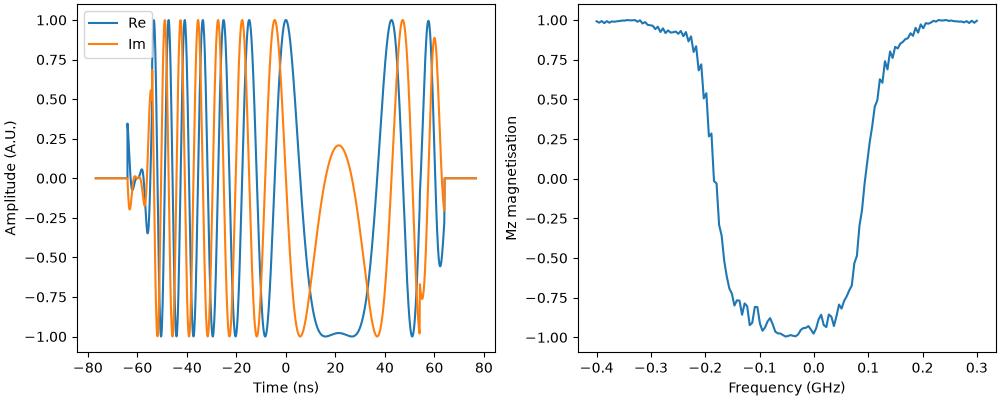 Re
Im
1.00
0.75
0.50
0.25
0.00
−0.25
−0.50
−0.75
−1.00
Amplitude (A.U.)
−80 −60 −40 −20 0 20 40 60 80
Time (ns)
1.00
0.75
0.50
0.25
0.00
−0.25
−0.50
−0.75
−1.00
Mz magnetisation
−0.4 −0.3 −0.2 −0.1 0.0 0.1 0.2 0.3
Frequency (GHz)